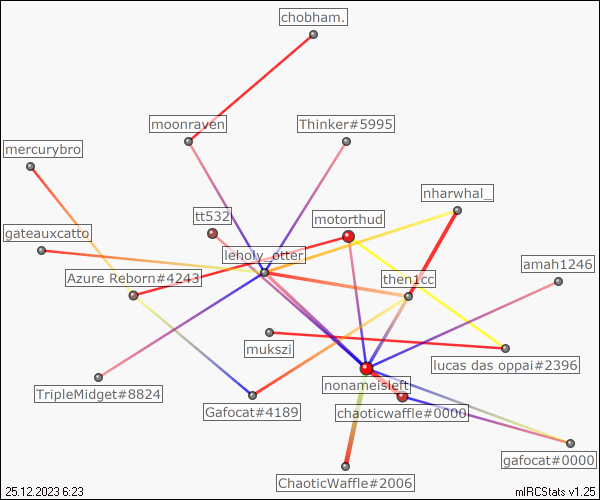 chobham.
moonraven
Thinker#5995
mercurybro
nharwhal_
tt532
motorthud
gateauxcatto
leholy_otter
Azure Reborn#4243
then1cc
amah1246
mukszi
lucas das oppai#2396
TripleMidget#8824
nonameisleft
Gafocat#4189
chaoticwaffle#0000
gafocat#0000
ChaoticWaffle#2006
25.12.2023 6:23
mIRCStats v1.25